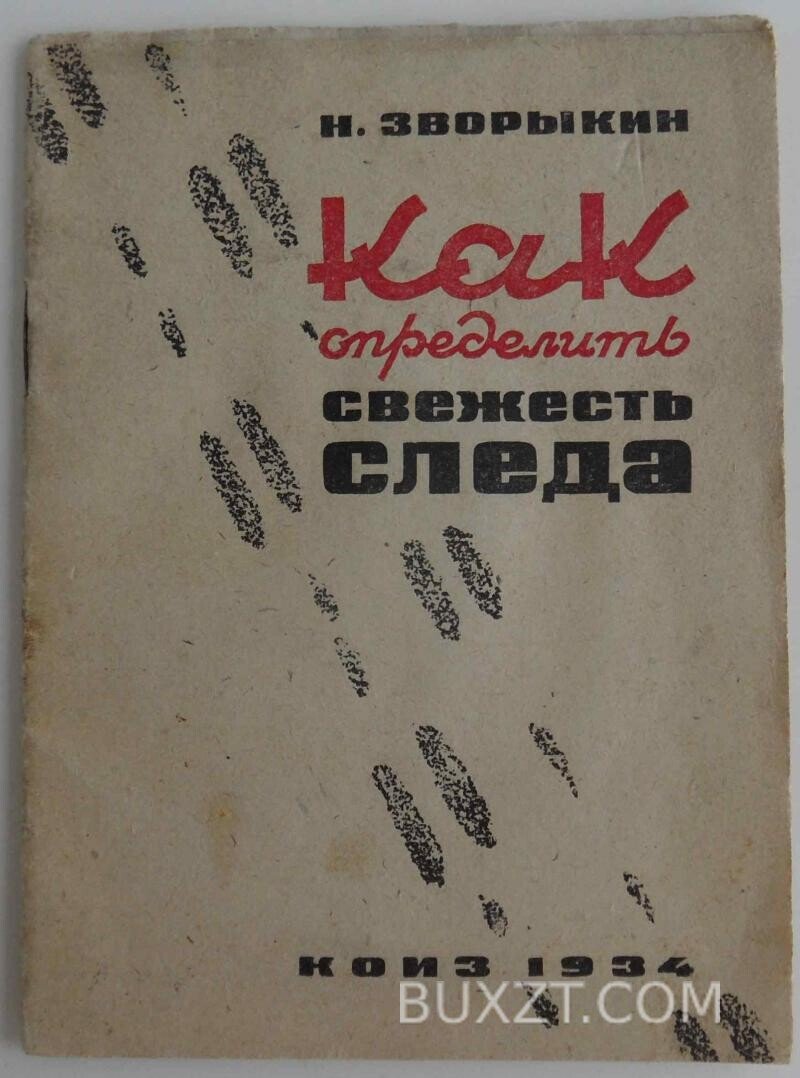 Н. ЗВОРЫКИН
Как
определить
свежесть
следа
КОИЗ 1934
BUXZT.COM